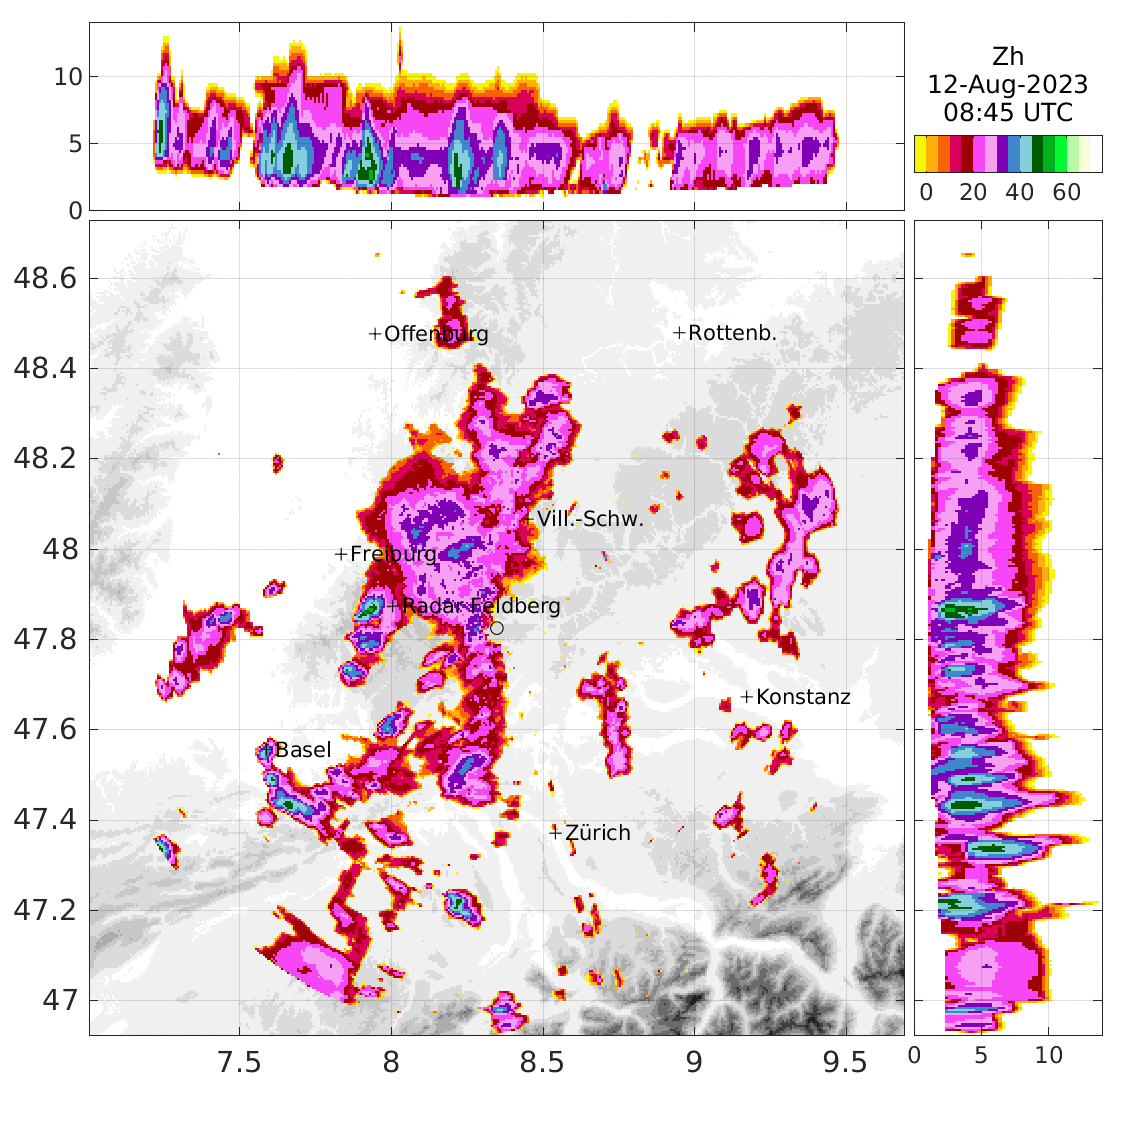 10
5
0
Zh
12-Aug-2023
08:45 UTC
0 20 40 60
48.6
48.4
48.2
48
47.8
47.6
47.4
47.2
47
+Offenburg
+Rottenb.
+Vill.-Schw.
+Freiburg
+Radar Feldberg
+Konstanz
+Basel
+Zürich
7.5 8 8.5 9 9.5
0 5 10